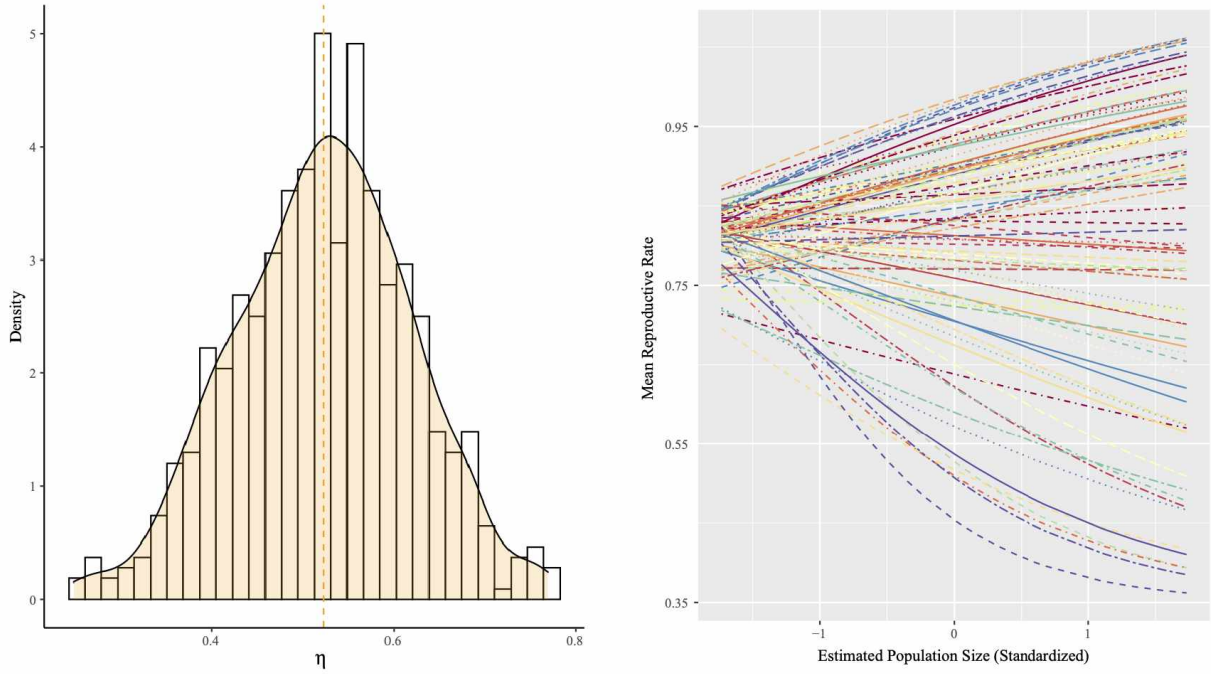 5
4
3
2
1
0
Density
0.4 0.6 0.8
η
0.95
0.75
0.55
0.35
Mean Reproductive Rate
−1 0 1
Estimated Population Size (Standardized)